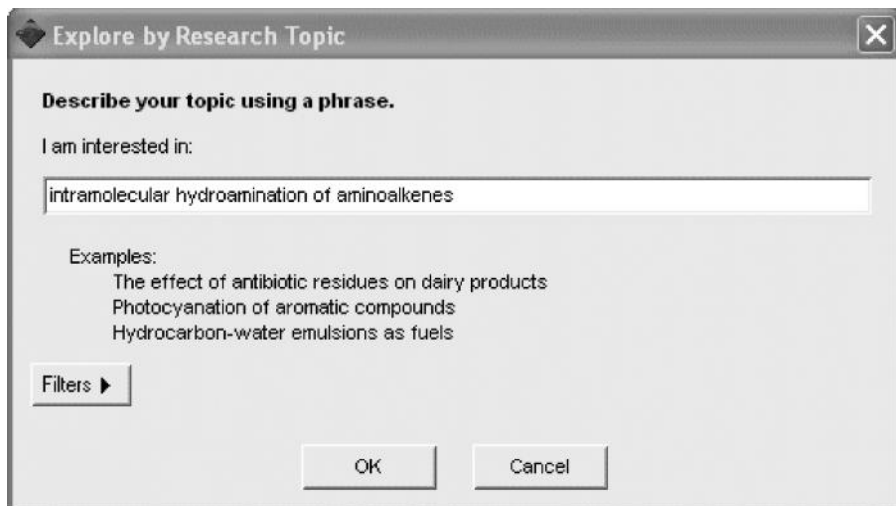 Explore by Research Topic
Describe your topic using a phrase.
I am interested in:
intramolecular hydroamination of aminoalkenes
Examples:
The effect of antibiotic residues on dairy products
Photocyanation of aromatic compounds
Hydrocarbon-water emulsions as fuels
Filters
OK
Cancel